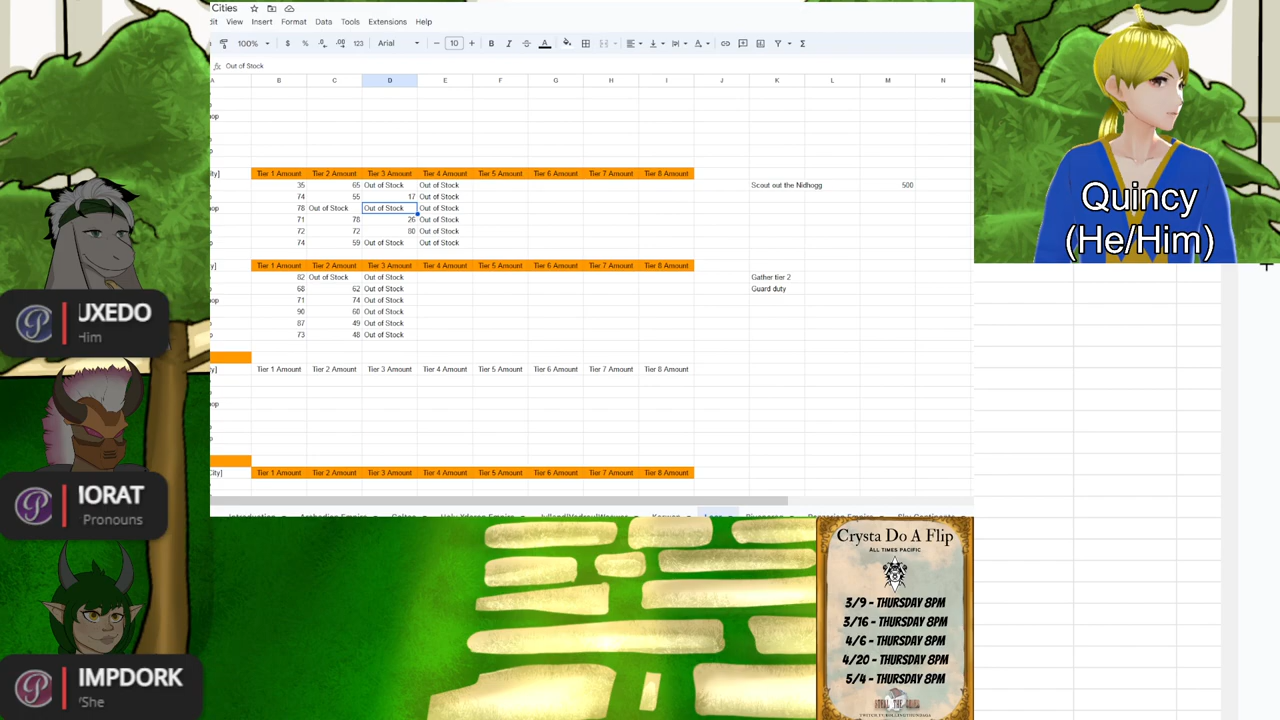 Cities
dit View Insert Format Data Tools Extensions Help
100% $ % .0 .00 123 Arial 10 B I A
fx Out of Stock
A B C D E F G H I J K L M N
op
ity] Tier 1 Amount Tier 2 Amount Tier 3 Amount Tier 4 Amount Tier 5 Amount Tier 6 Amount Tier 7 Amount Tier 8 Amount
35 65 Out of Stock Out of Stock Scout out the Nidhogg 500
74 55 17 Out of Stock
op 78 Out of Stock Out of Stock Out of Stock
71 78 26 Out of Stock
72 72 80 Out of Stock
74 59 Out of Stock Out of Stock
y] Tier 1 Amount Tier 2 Amount Tier 3 Amount Tier 4 Amount Tier 5 Amount Tier 6 Amount Tier 7 Amount Tier 8 Amount
82 Out of Stock Out of Stock Gather tier 2
68 62 Out of Stock Guard duty
op 71 74 Out of Stock
90 60 Out of Stock
87 49 Out of Stock
73 48 Out of Stock
y] Tier 1 Amount Tier 2 Amount Tier 3 Amount Tier 4 Amount Tier 5 Amount Tier 6 Amount Tier 7 Amount Tier 8 Amount
op
City] Tier 1 Amount Tier 2 Amount Tier 3 Amount Tier 4 Amount Tier 5 Amount Tier 6 Amount Tier 7 Amount Tier 8 Amount
Quincy
(He/Him)
UXEDO
Him
IORAT
Pronouns
IMPDORK
/She
Crysta Do A Flip
ALL TIMES PACIFIC
3/9 - THURSDAY 8PM
3/16 - THURSDAY 8PM
4/6 - THURSDAY 8PM
4/20 - THURSDAY 8PM
5/4 - THURSDAY 8PM